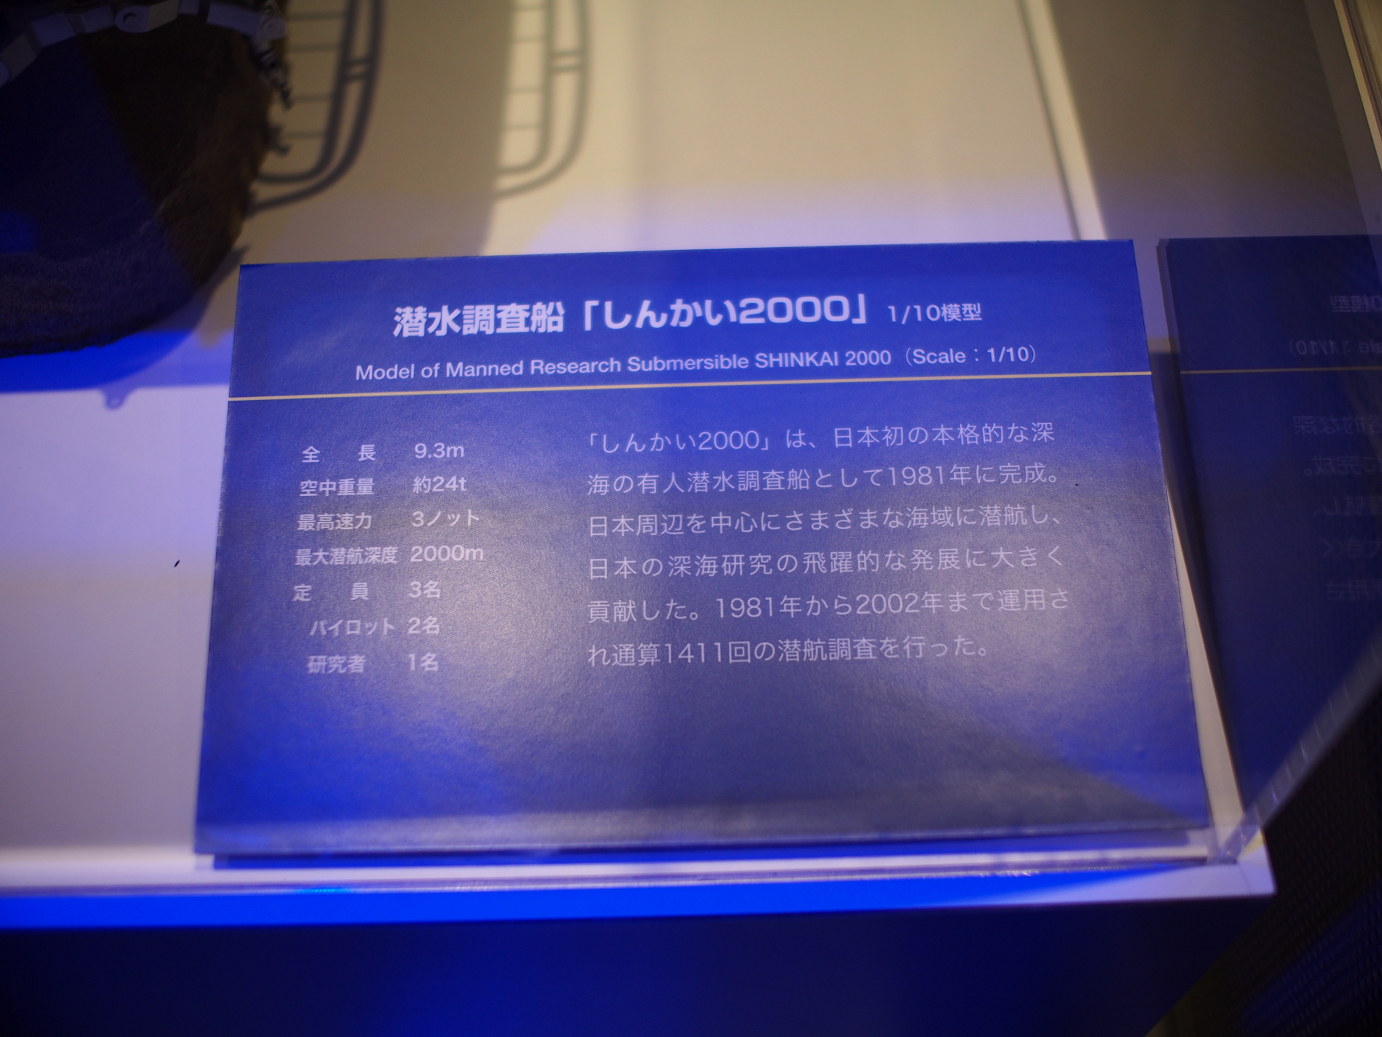 潜水調査船「しんかい2000」 1/10模型
Model of Manned Research Submersible SHINKAI 2000（Scale：1/10）
全　長　9.3m
空中重量　約24t
最高速力　3ノット
最大潜航深度　2000m
定　員　3名
パイロット　2名
研究者　1名
「しんかい2000」は、日本初の本格的な深
海の有人潜水調査船として1981年に完成。
日本周辺を中心にさまざまな海域に潜航し、
日本の深海研究の飛躍的な発展に大きく
貢献した。1981年から2002年まで運用さ
れ通算1411回の潜航調査を行った。